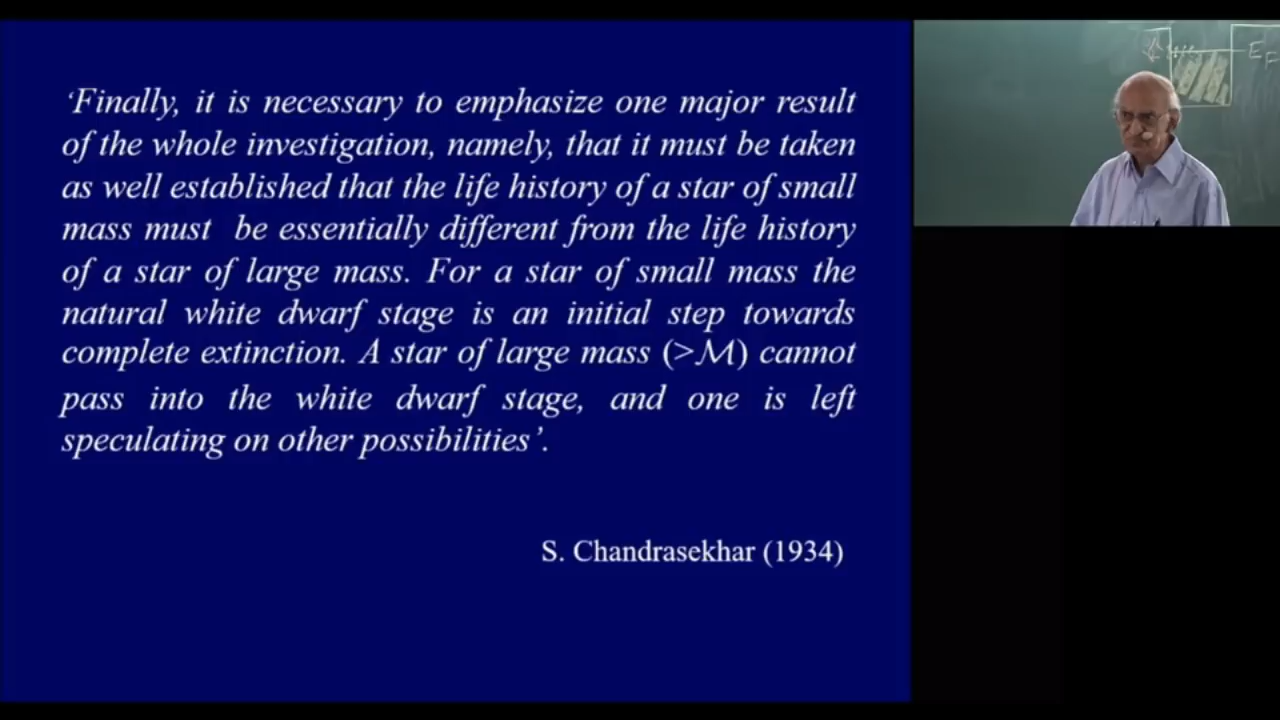 ‘Finally, it is necessary to emphasize one major result
of the whole investigation, namely, that it must be taken
as well established that the life history of a star of small
mass must be essentially different from the life history
of a star of large mass. For a star of small mass the
natural white dwarf stage is an initial step towards
complete extinction. A star of large mass (>ℳ) cannot
pass into the white dwarf stage, and one is left
speculating on other possibilities’.
S. Chandrasekhar (1934)
E_F